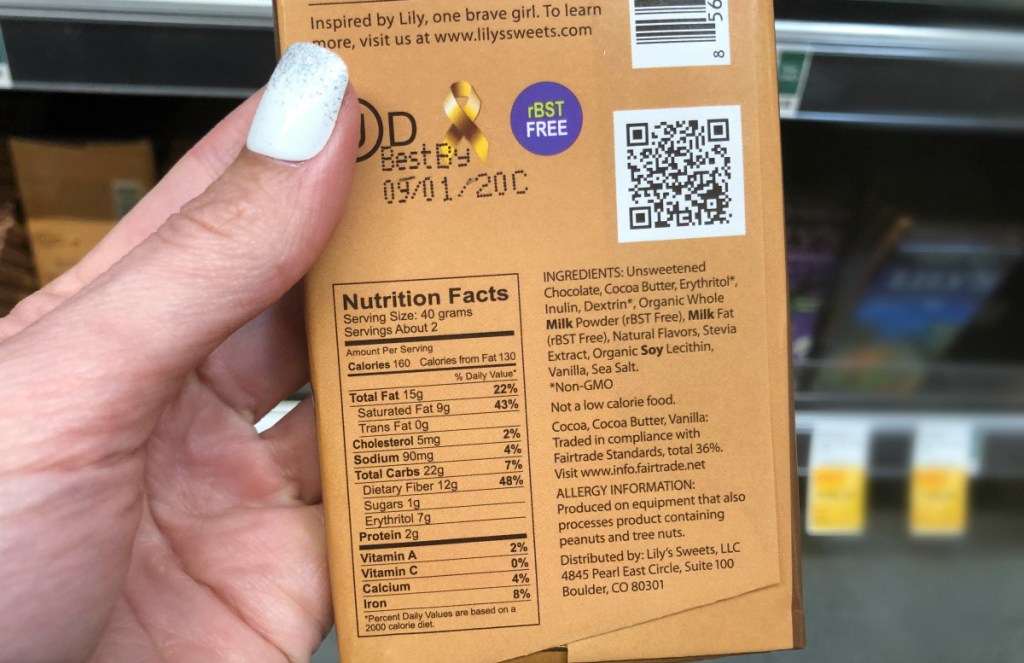 Inspired by Lily, one brave girl. To learn
more, visit us at www.lilyssweets.com
8 56
D
rBST
FREE
Best By
09/01/20C
Nutrition Facts
Serving Size: 40 grams
Servings About 2
Amount Per Serving
Calories 160 Calories from Fat 130
% Daily Value*
Total Fat 15g 22%
Saturated Fat 9g 43%
Trans Fat 0g
Cholesterol 5mg 2%
Sodium 90mg 4%
Total Carbs 22g 7%
Dietary Fiber 12g 48%
Sugars 1g
Erythritol 7g
Protein 2g
Vitamin A 2%
Vitamin C 0%
Calcium 4%
Iron 8%
*Percent Daily Values are based on a
2000 calorie diet.
INGREDIENTS: Unsweetened
Chocolate, Cocoa Butter, Erythritol*,
Inulin, Dextrin*, Organic Whole
Milk Powder (rBST Free), Milk Fat
(rBST Free), Natural Flavors, Stevia
Extract, Organic Soy Lecithin,
Vanilla, Sea Salt.
*Non-GMO
Not a low calorie food.
Cocoa, Cocoa Butter, Vanilla:
Traded in compliance with
Fairtrade Standards, total 36%.
Visit www.info.fairtrade.net
ALLERGY INFORMATION:
Produced on equipment that also
processes product containing
peanuts and tree nuts.
Distributed by: Lily's Sweets, LLC
4845 Pearl East Circle, Suite 100
Boulder, CO 80301